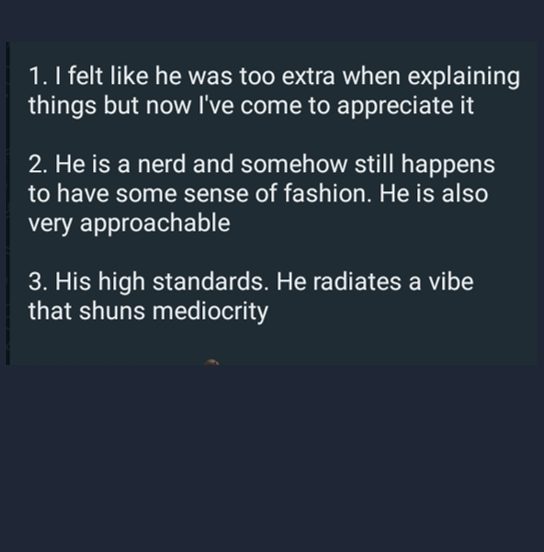 1. I felt like he was too extra when explaining
things but now I've come to appreciate it
2. He is a nerd and somehow still happens
to have some sense of fashion. He is also
very approachable
3. His high standards. He radiates a vibe
that shuns mediocrity